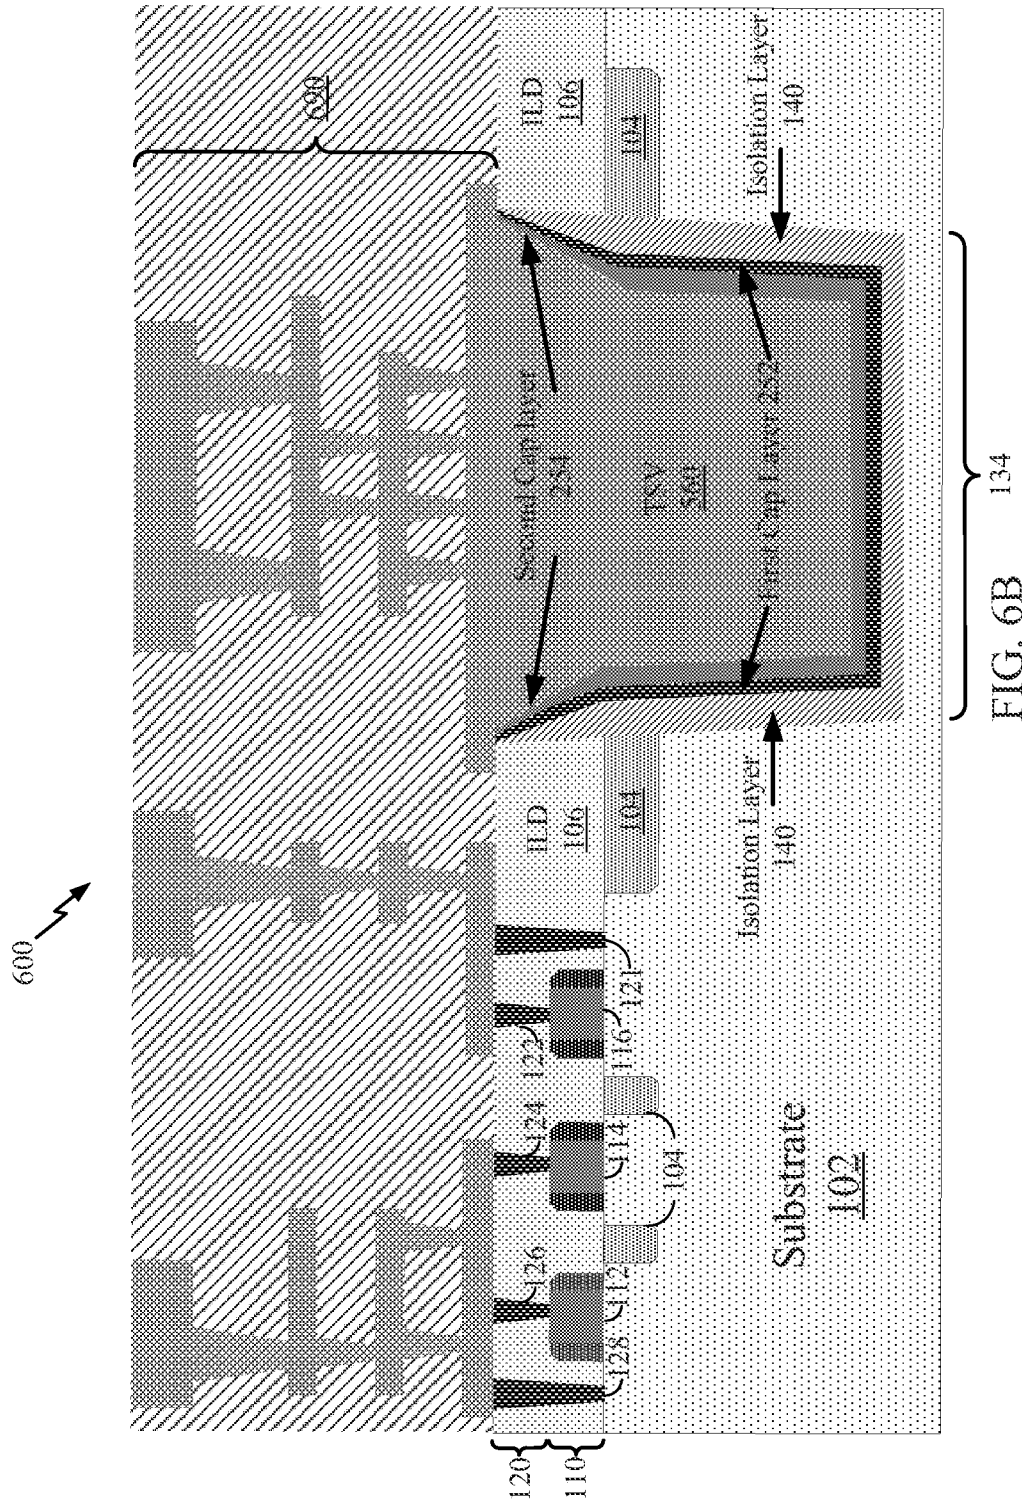 600
690
ILD
106
104
Isolation Layer
140
Second Cap layer
254
TSV
560
First Cap Layer 252
134
ILD
106
104
Isolation Layer
140
121
122
116
124
114
104
126
112
128
120
110
Substrate
102
FIG. 6B